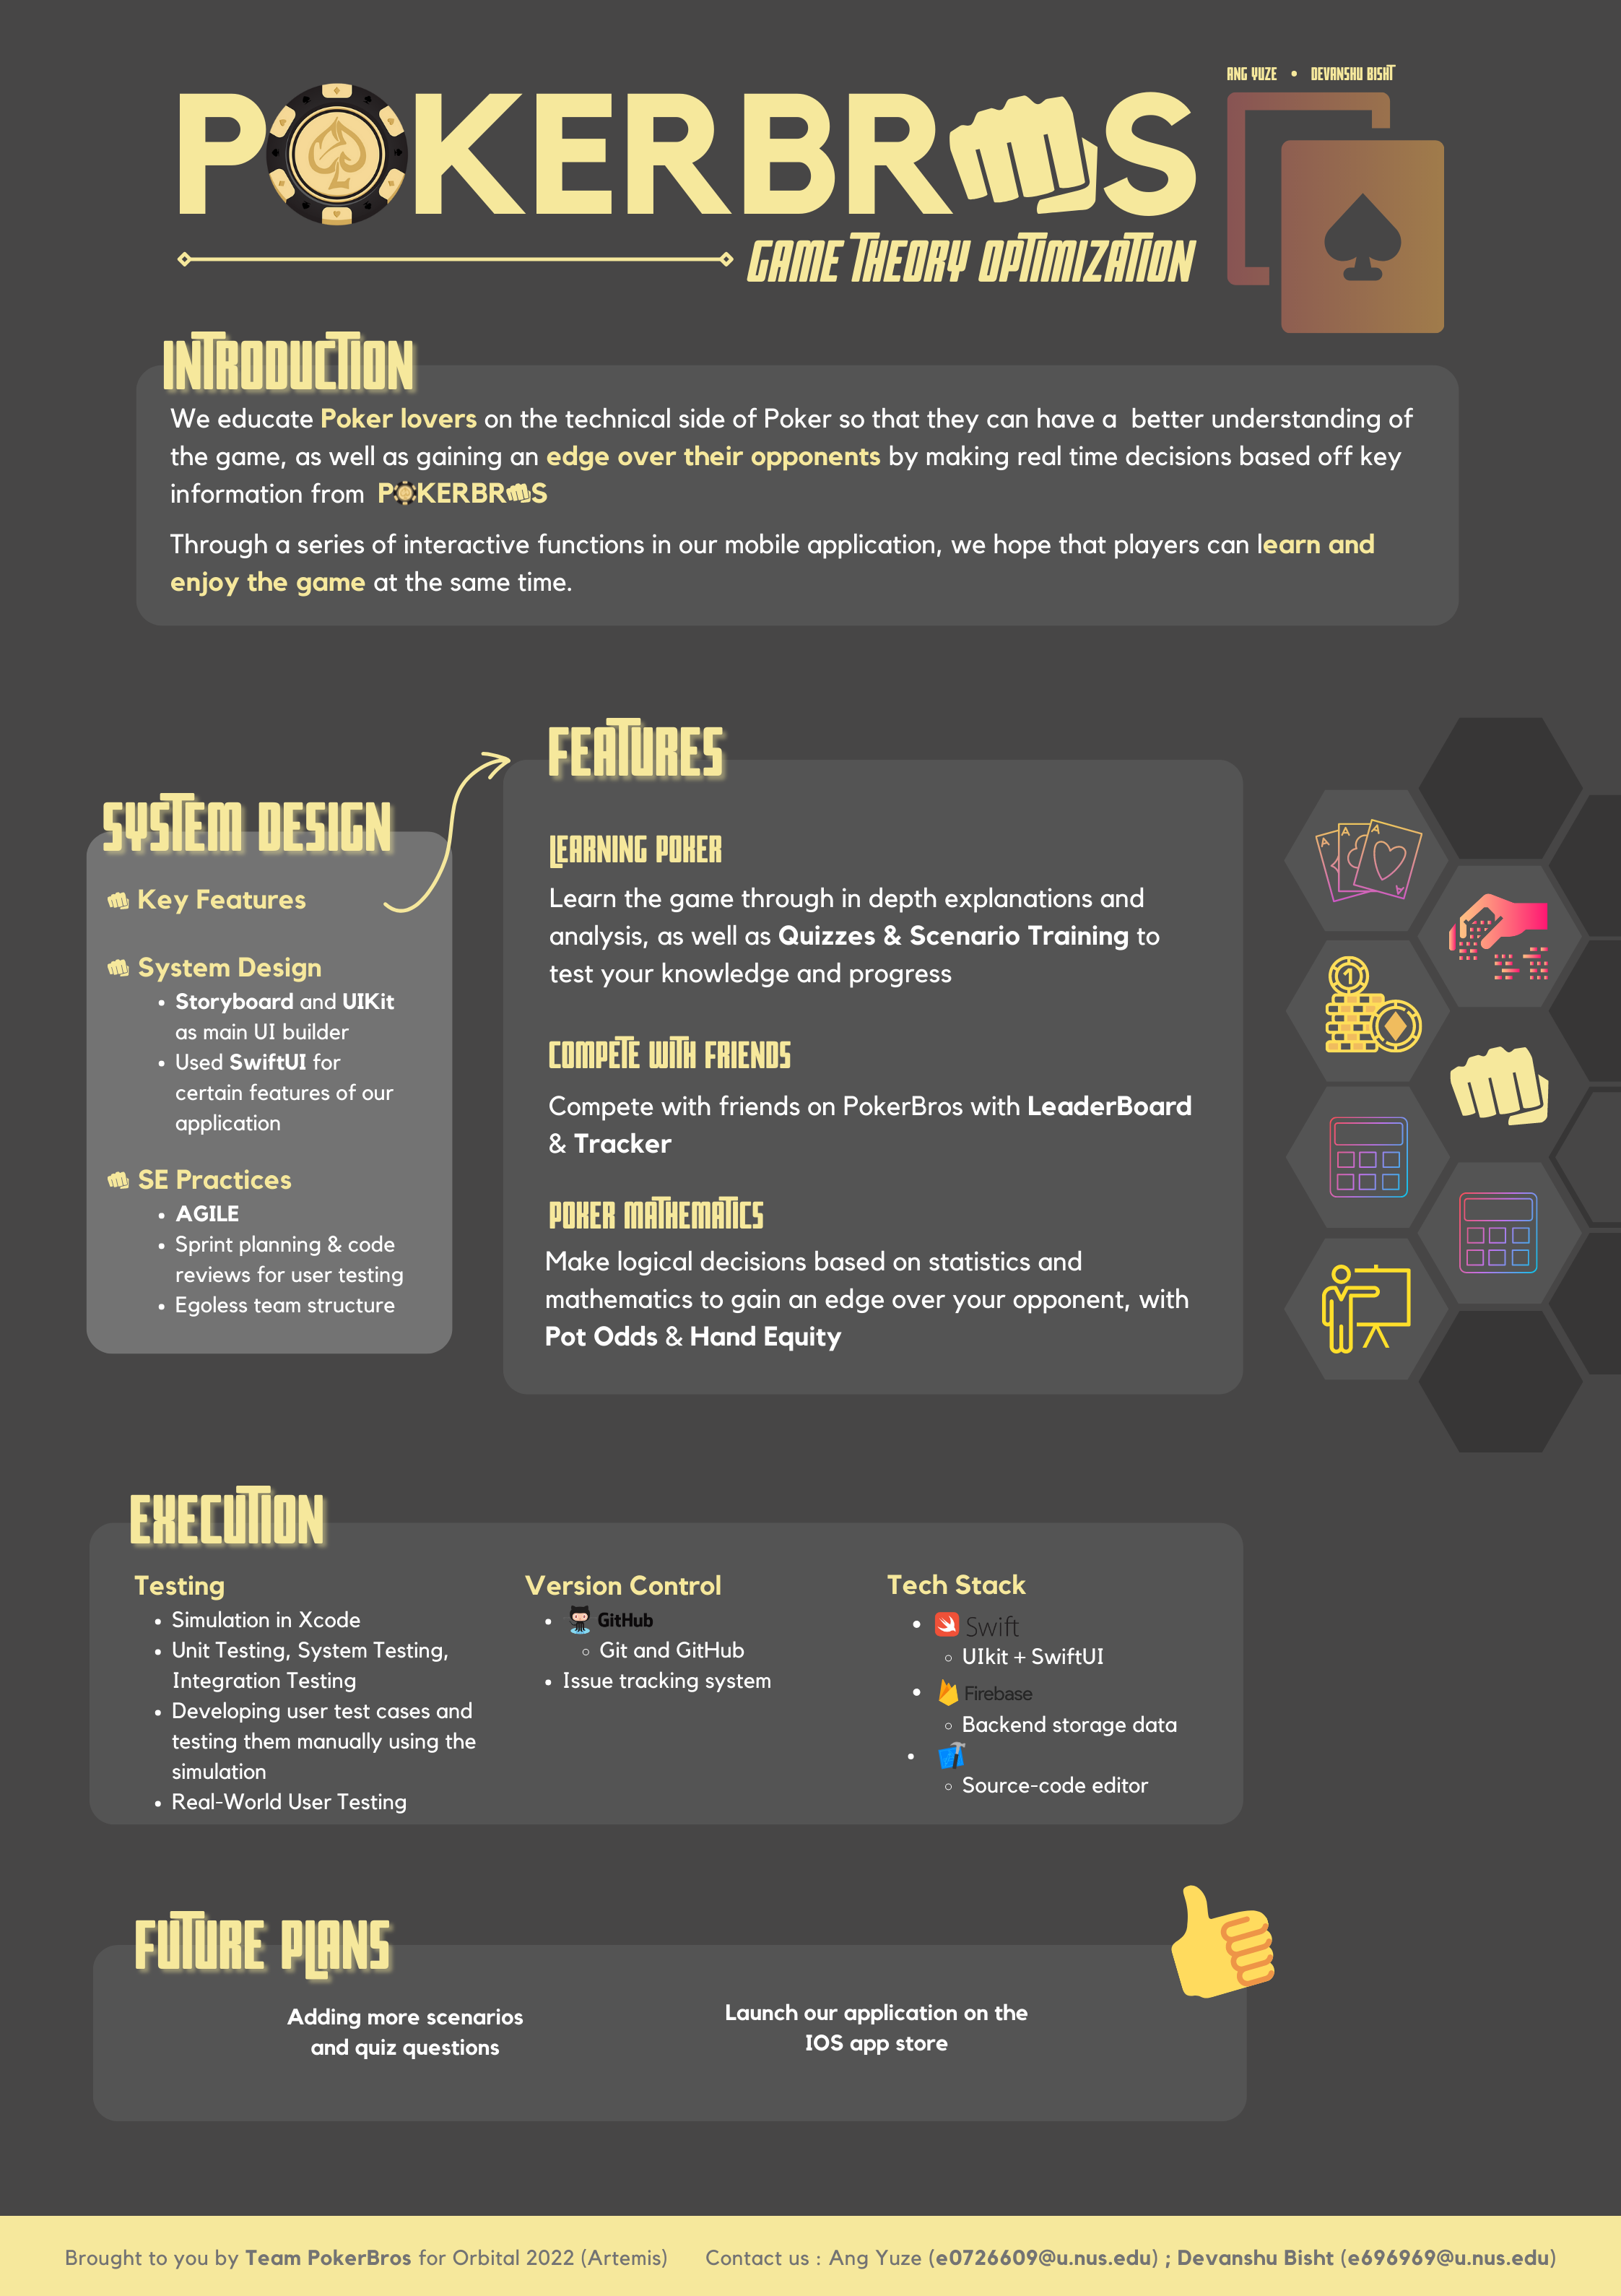 ANG YUZE • DEVANSHU BISHT
POKERBROS
GAME THEORY OPTIMIZATION
INTRODUCTION
We educate Poker lovers on the technical side of Poker so that they can have a better understanding of
the game, as well as gaining an edge over their opponents by making real time decisions based off key
information from POKERBROS
Through a series of interactive functions in our mobile application, we hope that players can learn and
enjoy the game at the same time.
SYSTEM DESIGN
Key Features
System Design
• Storyboard and UIKit
as main UI builder
• Used SwiftUI for
certain features of our
application
SE Practices
• AGILE
• Sprint planning & code
reviews for user testing
• Egoless team structure
FEATURES
LEARNING POKER
Learn the game through in depth explanations and
analysis, as well as Quizzes & Scenario Training to
test your knowledge and progress
COMPETE WITH FRIENDS
Compete with friends on PokerBros with LeaderBoard
& Tracker
POKER MATHEMATICS
Make logical decisions based on statistics and
mathematics to gain an edge over your opponent, with
Pot Odds & Hand Equity
A A A A
1
EXECUTION
Testing
• Simulation in Xcode
• Unit Testing, System Testing,
Integration Testing
• Developing user test cases and
testing them manually using the
simulation
• Real-World User Testing
Version Control
• GitHub
◦ Git and GitHub
• Issue tracking system
Tech Stack
• Swift
◦ UIkit + SwiftUI
• Firebase
◦ Backend storage data
•
◦ Source-code editor
FUTURE PLANS
Adding more scenarios
and quiz questions
Launch our application on the
IOS app store
Brought to you by Team PokerBros for Orbital 2022 (Artemis) Contact us : Ang Yuze (e0726609@u.nus.edu) ; Devanshu Bisht (e696969@u.nus.edu)